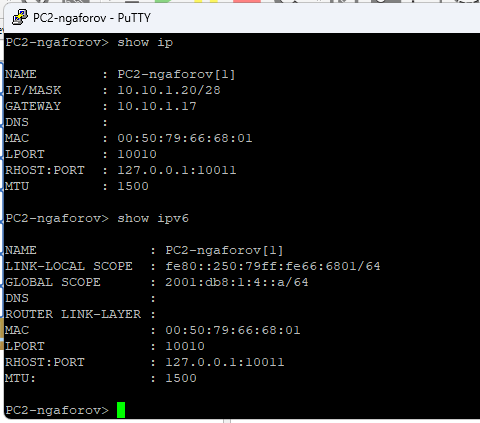 PC2-ngaforov - PuTTY
PC2-ngaforov> show ip
NAME        : PC2-ngaforov[1]
IP/MASK     : 10.10.1.20/28
GATEWAY     : 10.10.1.17
DNS         :
MAC         : 00:50:79:66:68:01
LPORT       : 10010
RHOST:PORT  : 127.0.0.1:10011
MTU         : 1500
PC2-ngaforov> show ipv6
NAME              : PC2-ngaforov[1]
LINK-LOCAL SCOPE  : fe80::250:79ff:fe66:6801/64
GLOBAL SCOPE      : 2001:db8:1:4::a/64
DNS               :
ROUTER LINK-LAYER :
MAC               : 00:50:79:66:68:01
LPORT             : 10010
RHOST:PORT        : 127.0.0.1:10011
MTU:              : 1500
PC2-ngaforov>